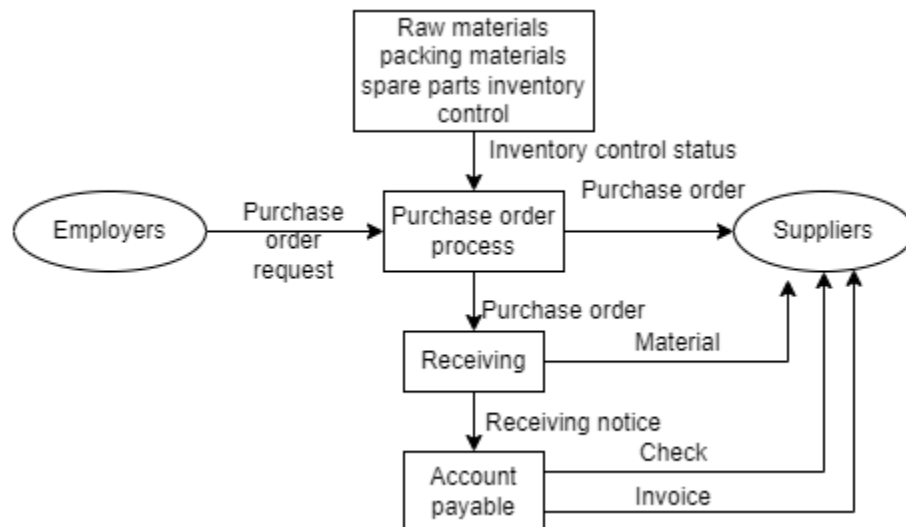 Raw materials
packing materials
spare parts inventory
control
Inventory control status
Employers
Purchase
order
request
Purchase order
process
Purchase order
Suppliers
Purchase order
Receiving
Material
Receiving notice
Account
payable
Check
Invoice